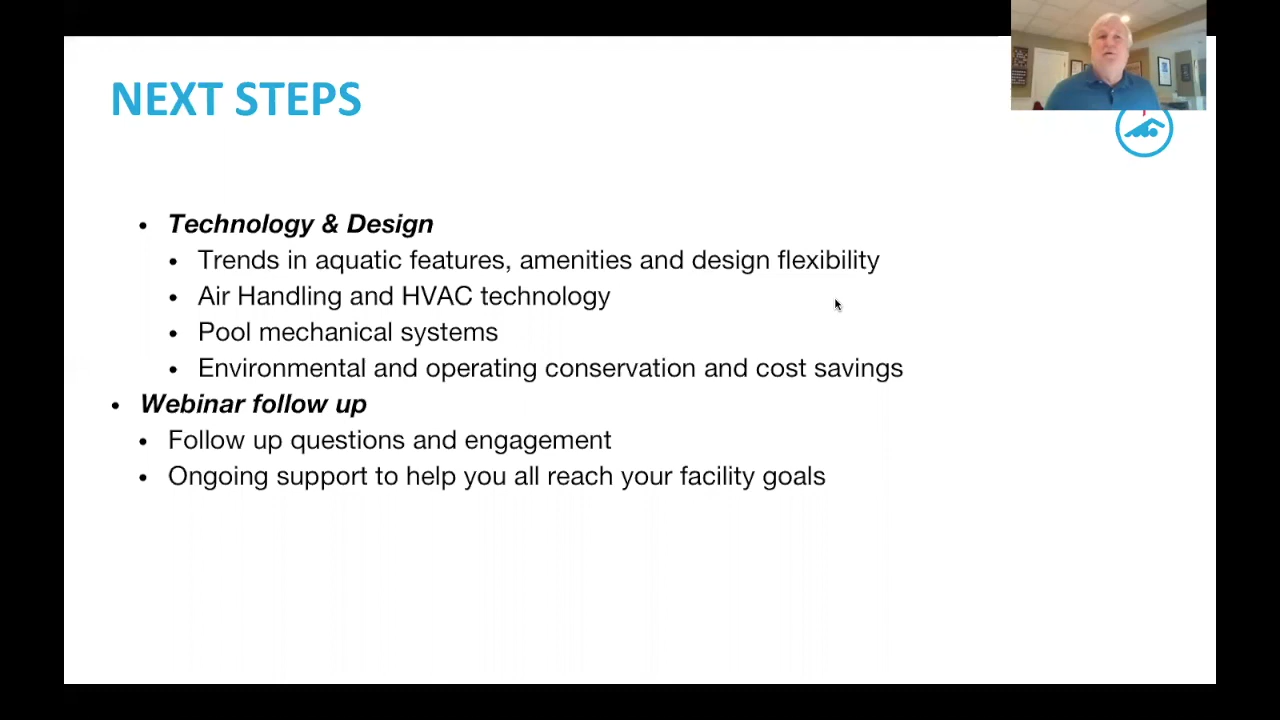 NEXT STEPS
• Technology & Design
• Trends in aquatic features, amenities and design flexibility
• Air Handling and HVAC technology
• Pool mechanical systems
• Environmental and operating conservation and cost savings
• Webinar follow up
• Follow up questions and engagement
• Ongoing support to help you all reach your facility goals